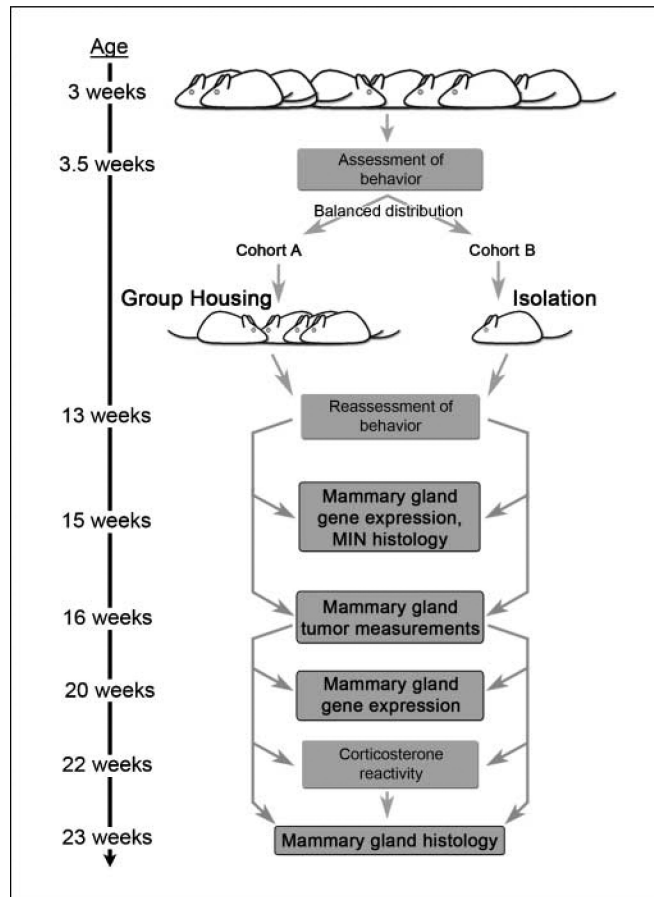 Age
3 weeks
3.5 weeks
Assessment of
behavior
Balanced distribution
Cohort A
Cohort B
Group Housing
Isolation
13 weeks
Reassessment of
behavior
15 weeks
Mammary gland
gene expression,
MIN histology
16 weeks
Mammary gland
tumor measurements
20 weeks
Mammary gland
gene expression
22 weeks
Corticosterone
reactivity
23 weeks
Mammary gland histology